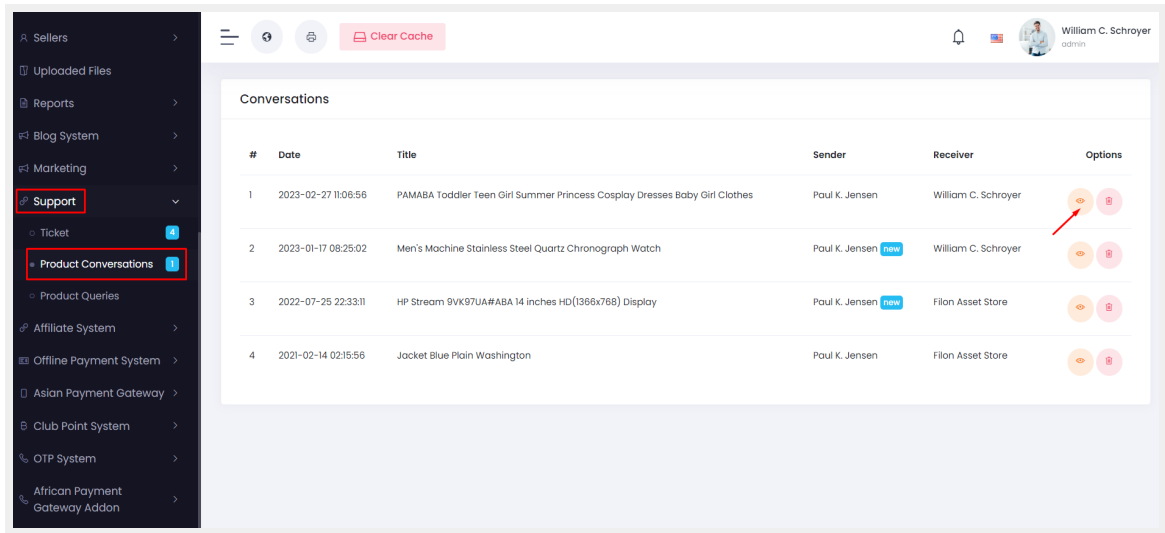 Sellers
Uploaded Files
Reports
Blog System
Marketing
Support
Ticket 4
Product Conversations 1
Product Queries
Affiliate System
Offline Payment System
Asian Payment Gateway
Club Point System
OTP System
African Payment
Gateway Addon
Clear Cache
William C. Schroyer
admin
Conversations
# Date Title Sender Receiver Options
1 2023-02-27 11:06:56 PAMABA Toddler Teen Girl Summer Princess Cosplay Dresses Baby Girl Clothes Paul K. Jensen William C. Schroyer
2 2023-01-17 08:25:02 Men's Machine Stainless Steel Quartz Chronograph Watch Paul K. Jensen new William C. Schroyer
3 2022-07-25 22:33:11 HP Stream 9VK97UA#ABA 14 inches HD(1366x768) Display Paul K. Jensen new Filon Asset Store
4 2021-02-14 02:15:56 Jacket Blue Plain Washington Paul K. Jensen Filon Asset Store